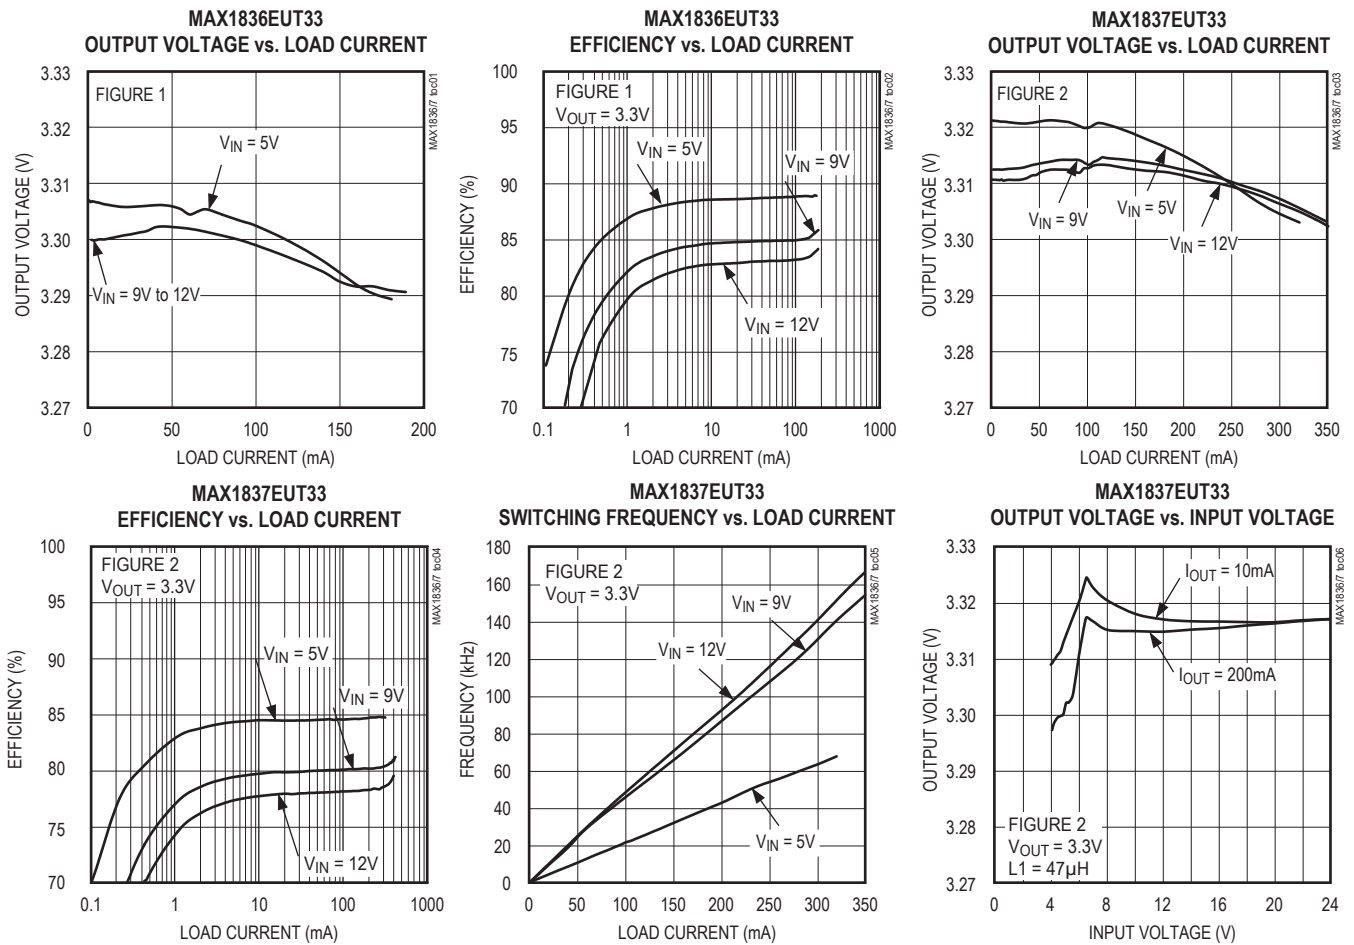 MAX1836EUT33
OUTPUT VOLTAGE vs. LOAD CURRENT
MAX1836/7 toc01
FIGURE 1
VIN = 5V
VIN = 9V to 12V
OUTPUT VOLTAGE (V)
3.33
3.32
3.31
3.30
3.29
3.28
3.27
0 50 100 150 200
LOAD CURRENT (mA)
MAX1836EUT33
EFFICIENCY vs. LOAD CURRENT
MAX1836/7 toc02
FIGURE 1
VOUT = 3.3V
VIN = 5V
VIN = 9V
VIN = 12V
EFFICIENCY (%)
100
95
90
85
80
75
70
0.1 1 10 100 1000
LOAD CURRENT (mA)
MAX1837EUT33
OUTPUT VOLTAGE vs. LOAD CURRENT
MAX1836/7 toc03
FIGURE 2
VIN = 9V
VIN = 5V
VIN = 12V
OUTPUT VOLTAGE (V)
3.33
3.32
3.31
3.30
3.29
3.28
3.27
0 50 100 150 200 250 300 350
LOAD CURRENT (mA)
MAX1837EUT33
EFFICIENCY vs. LOAD CURRENT
MAX1836/7 toc04
FIGURE 2
VOUT = 3.3V
VIN = 5V
VIN = 9V
VIN = 12V
EFFICIENCY (%)
100
95
90
85
80
75
70
0.1 1 10 100 1000
LOAD CURRENT (mA)
MAX1837EUT33
SWITCHING FREQUENCY vs. LOAD CURRENT
MAX1836/7 toc05
FIGURE 2
VOUT = 3.3V
VIN = 9V
VIN = 12V
VIN = 5V
FREQUENCY (kHz)
180
160
140
120
100
80
60
40
20
0
0 50 100 150 200 250 300 350
LOAD CURRENT (mA)
MAX1837EUT33
OUTPUT VOLTAGE vs. INPUT VOLTAGE
MAX1836/7 toc06
IOUT = 10mA
IOUT = 200mA
FIGURE 2
VOUT = 3.3V
L1 = 47µH
OUTPUT VOLTAGE (V)
3.33
3.32
3.31
3.30
3.29
3.28
3.27
0 4 8 12 16 20 24
INPUT VOLTAGE (V)